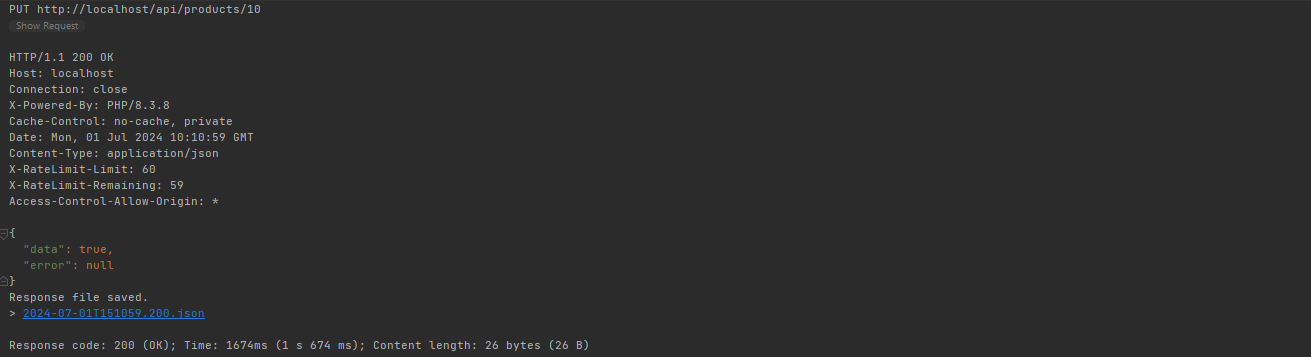 PUT http://localhost/api/products/10
Show Request
HTTP/1.1 200 OK
Host: localhost
Connection: close
X-Powered-By: PHP/8.3.8
Cache-Control: no-cache, private
Date: Mon, 01 Jul 2024 10:10:59 GMT
Content-Type: application/json
X-RateLimit-Limit: 60
X-RateLimit-Remaining: 59
Access-Control-Allow-Origin: *
{
  "data": true,
  "error": null
}
Response file saved.
> 2024-07-01T151059.200.json
Response code: 200 (OK); Time: 1674ms (1 s 674 ms); Content length: 26 bytes (26 B)